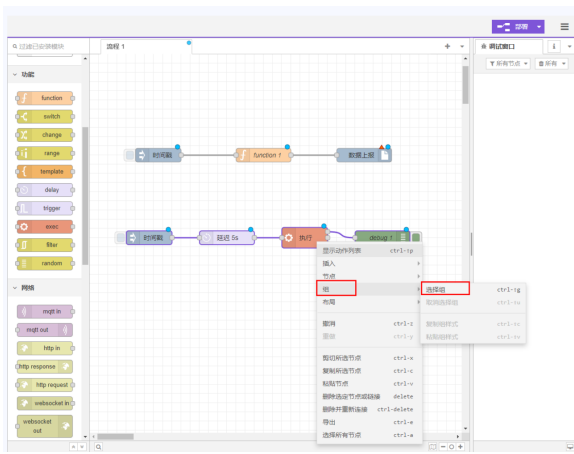 部署
过滤已安装模块
流程 1
调试窗口
i
所有节点
所有
功能
function
switch
change
range
template
delay
trigger
exec
filter
random
网络
mqtt in
mqtt out
http in
http response
http request
websocket in
websocket
out
时间戳
function 1
数据上报
时间戳
延迟 5s
执行
debug 1
显示动作列表 ctrl-⇧p
插入
节点
组
布局
撤消 ctrl-z
重做 ctrl-y
剪切所选节点 ctrl-x
复制所选节点 ctrl-c
粘贴节点 ctrl-v
删除选定节点或链接 delete
删除并重新连接 ctrl-delete
导出 ctrl-e
选择所有节点 ctrl-a
选择组 ctrl-⇧g
取消选择组 ctrl-⇧u
复制组样式 ctrl-⇧c
粘贴组样式 ctrl-⇧v